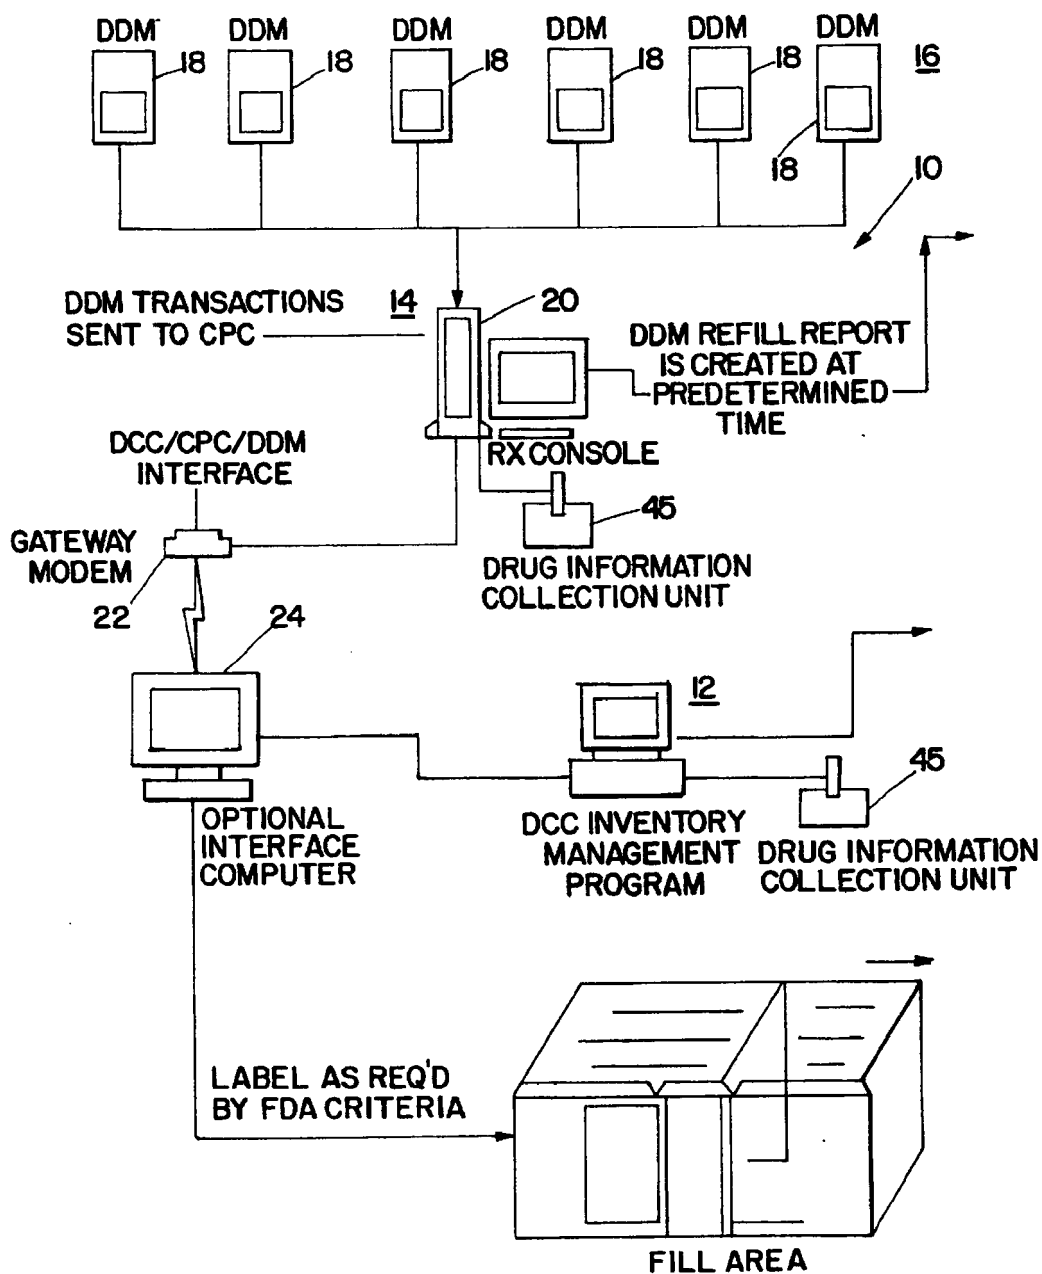 DDM DDM DDM DDM DDM DDM
18 18 18 18 18 16
18
10
DDM TRANSACTIONS
SENT TO CPC
14
20
DDM REFILL REPORT
IS CREATED AT
PREDETERMINED
TIME
RX CONSOLE
DCC/CPC/DDM
INTERFACE
45
GATEWAY
MODEM
DRUG INFORMATION
COLLECTION UNIT
22
24
12
45
OPTIONAL
INTERFACE
COMPUTER
DCC INVENTORY
MANAGEMENT
PROGRAM
DRUG INFORMATION
COLLECTION UNIT
LABEL AS REQ'D
BY FDA CRITERIA
FILL AREA